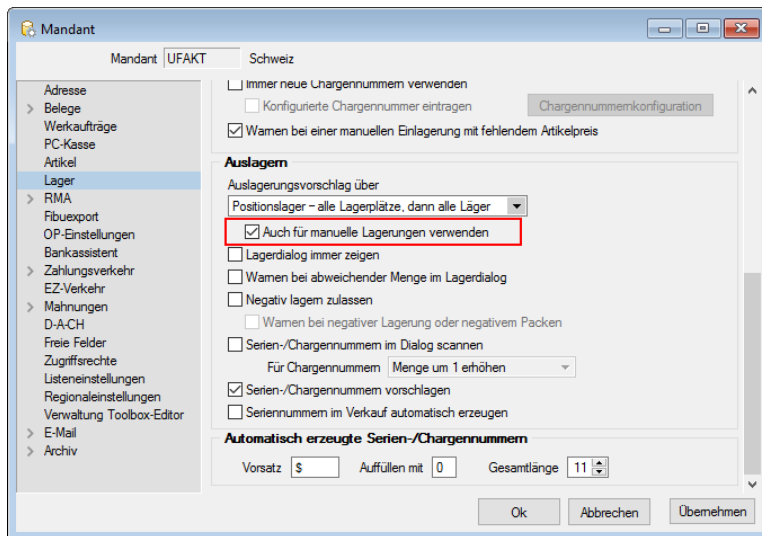 Mandant
Mandant UFAKT Schweiz
Adresse
Belege
Werkaufträge
PC-Kasse
Artikel
Lager
RMA
Fibuexport
OP-Einstellungen
Bankassistent
Zahlungsverkehr
EZ-Verkehr
Mahnungen
D-A-CH
Freie Felder
Zugriffsrechte
Listeneinstellungen
Regionaleinstellungen
Verwaltung Toolbox-Editor
E-Mail
Archiv
Immer neue Chargennummern verwenden
Konfigurierte Chargennummer eintragen Chargennummernkonfiguration
Warnen bei einer manuellen Einlagerung mit fehlendem Artikelpreis
Auslagern
Auslagerungsvorschlag über
Positionslager – alle Lagerplätze, dann alle Läger
Auch für manuelle Lagerungen verwenden
Lagerdialog immer zeigen
Warnen bei abweichender Menge im Lagerdialog
Negativ lagern zulassen
Warnen bei negativer Lagerung oder negativem Packen
Serien-/Chargennummern im Dialog scannen
Für Chargennummern Menge um 1 erhöhen
Serien-/Chargennummern vorschlagen
Seriennummern im Verkauf automatisch erzeugen
Automatisch erzeugte Serien-/Chargennummern
Vorsatz $ Auffüllen mit 0 Gesamtlänge 11
Ok Abbrechen Übernehmen